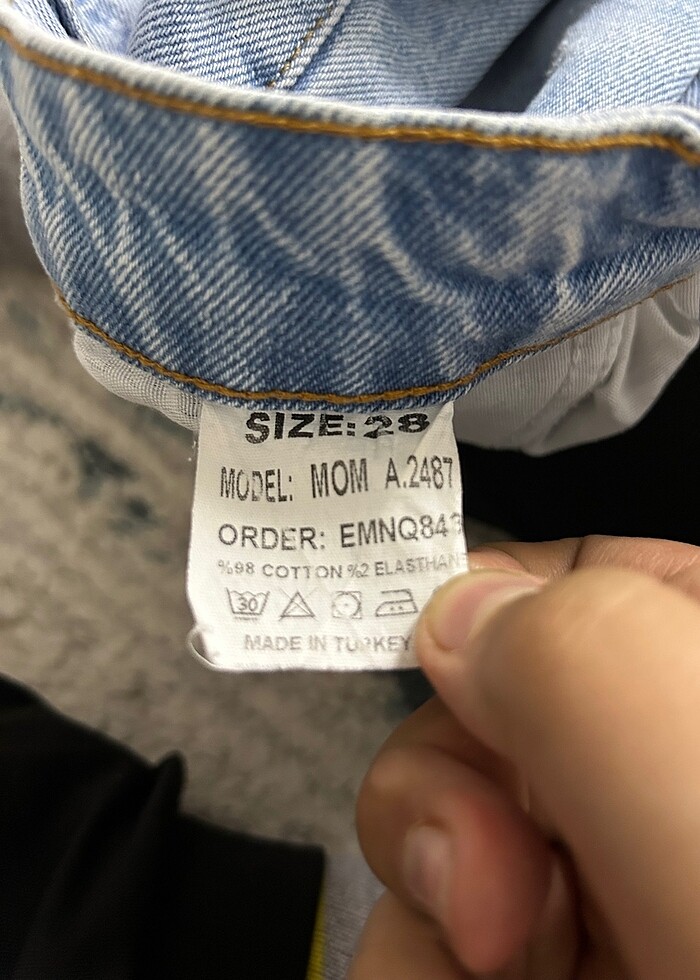 SIZE:28
MODEL: MOM A.2487
ORDER: EMNQ843
%98 COTTON %2 ELASTHAN
30
MADE IN TURKEY